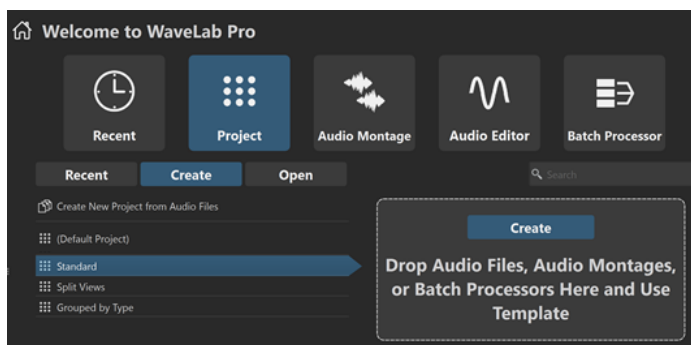 Welcome to WaveLab Pro
Recent
Project
Audio Montage
Audio Editor
Batch Processor
Recent
Create
Open
Search
Create New Project from Audio Files
(Default Project)
Standard
Split Views
Grouped by Type
Create
Drop Audio Files, Audio Montages,
or Batch Processors Here and Use
Template